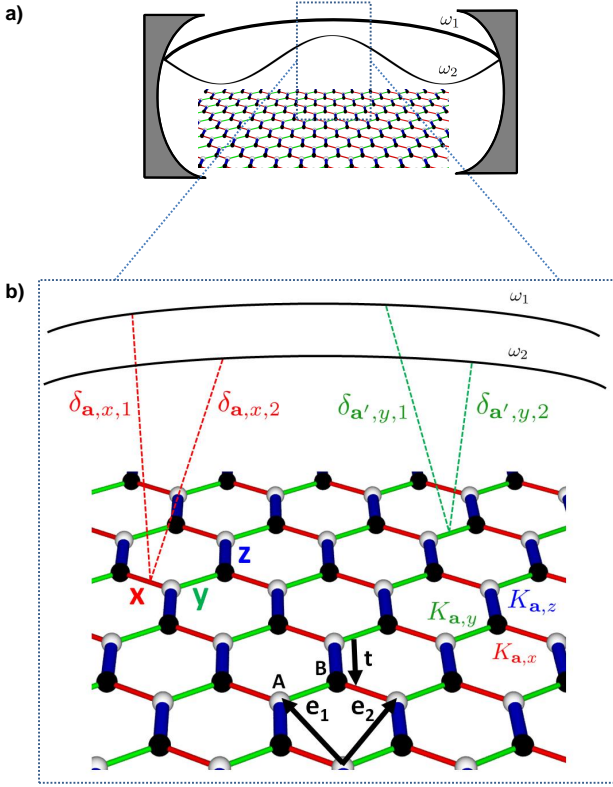 a)
ω₁
ω₂
b)
ω₁
ω₂
δ𝐚,x,1
δ𝐚,x,2
δ𝐚′,y,1
δ𝐚′,y,2
z
x
y
K𝐚,y
K𝐚,z
K𝐚,x
B
t
A
e₁
e₂